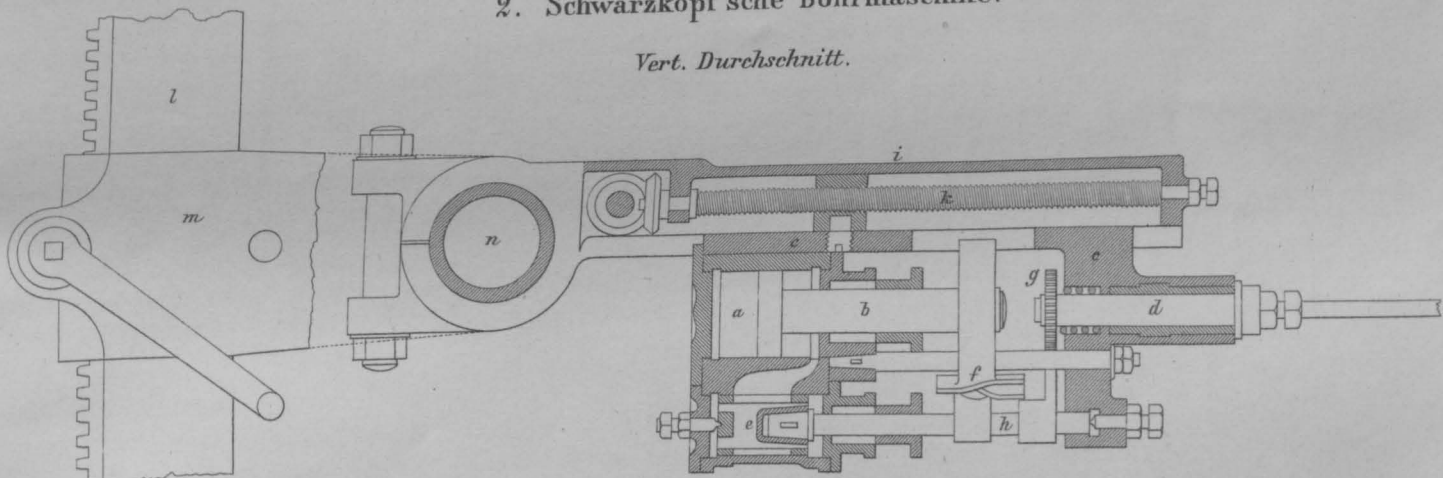 2. Schwarzkopf'sche Bohrmaschine.
Vert. Durchschnitt.
l
i
k
m
n
c
c
g
a
b
d
f
e
h